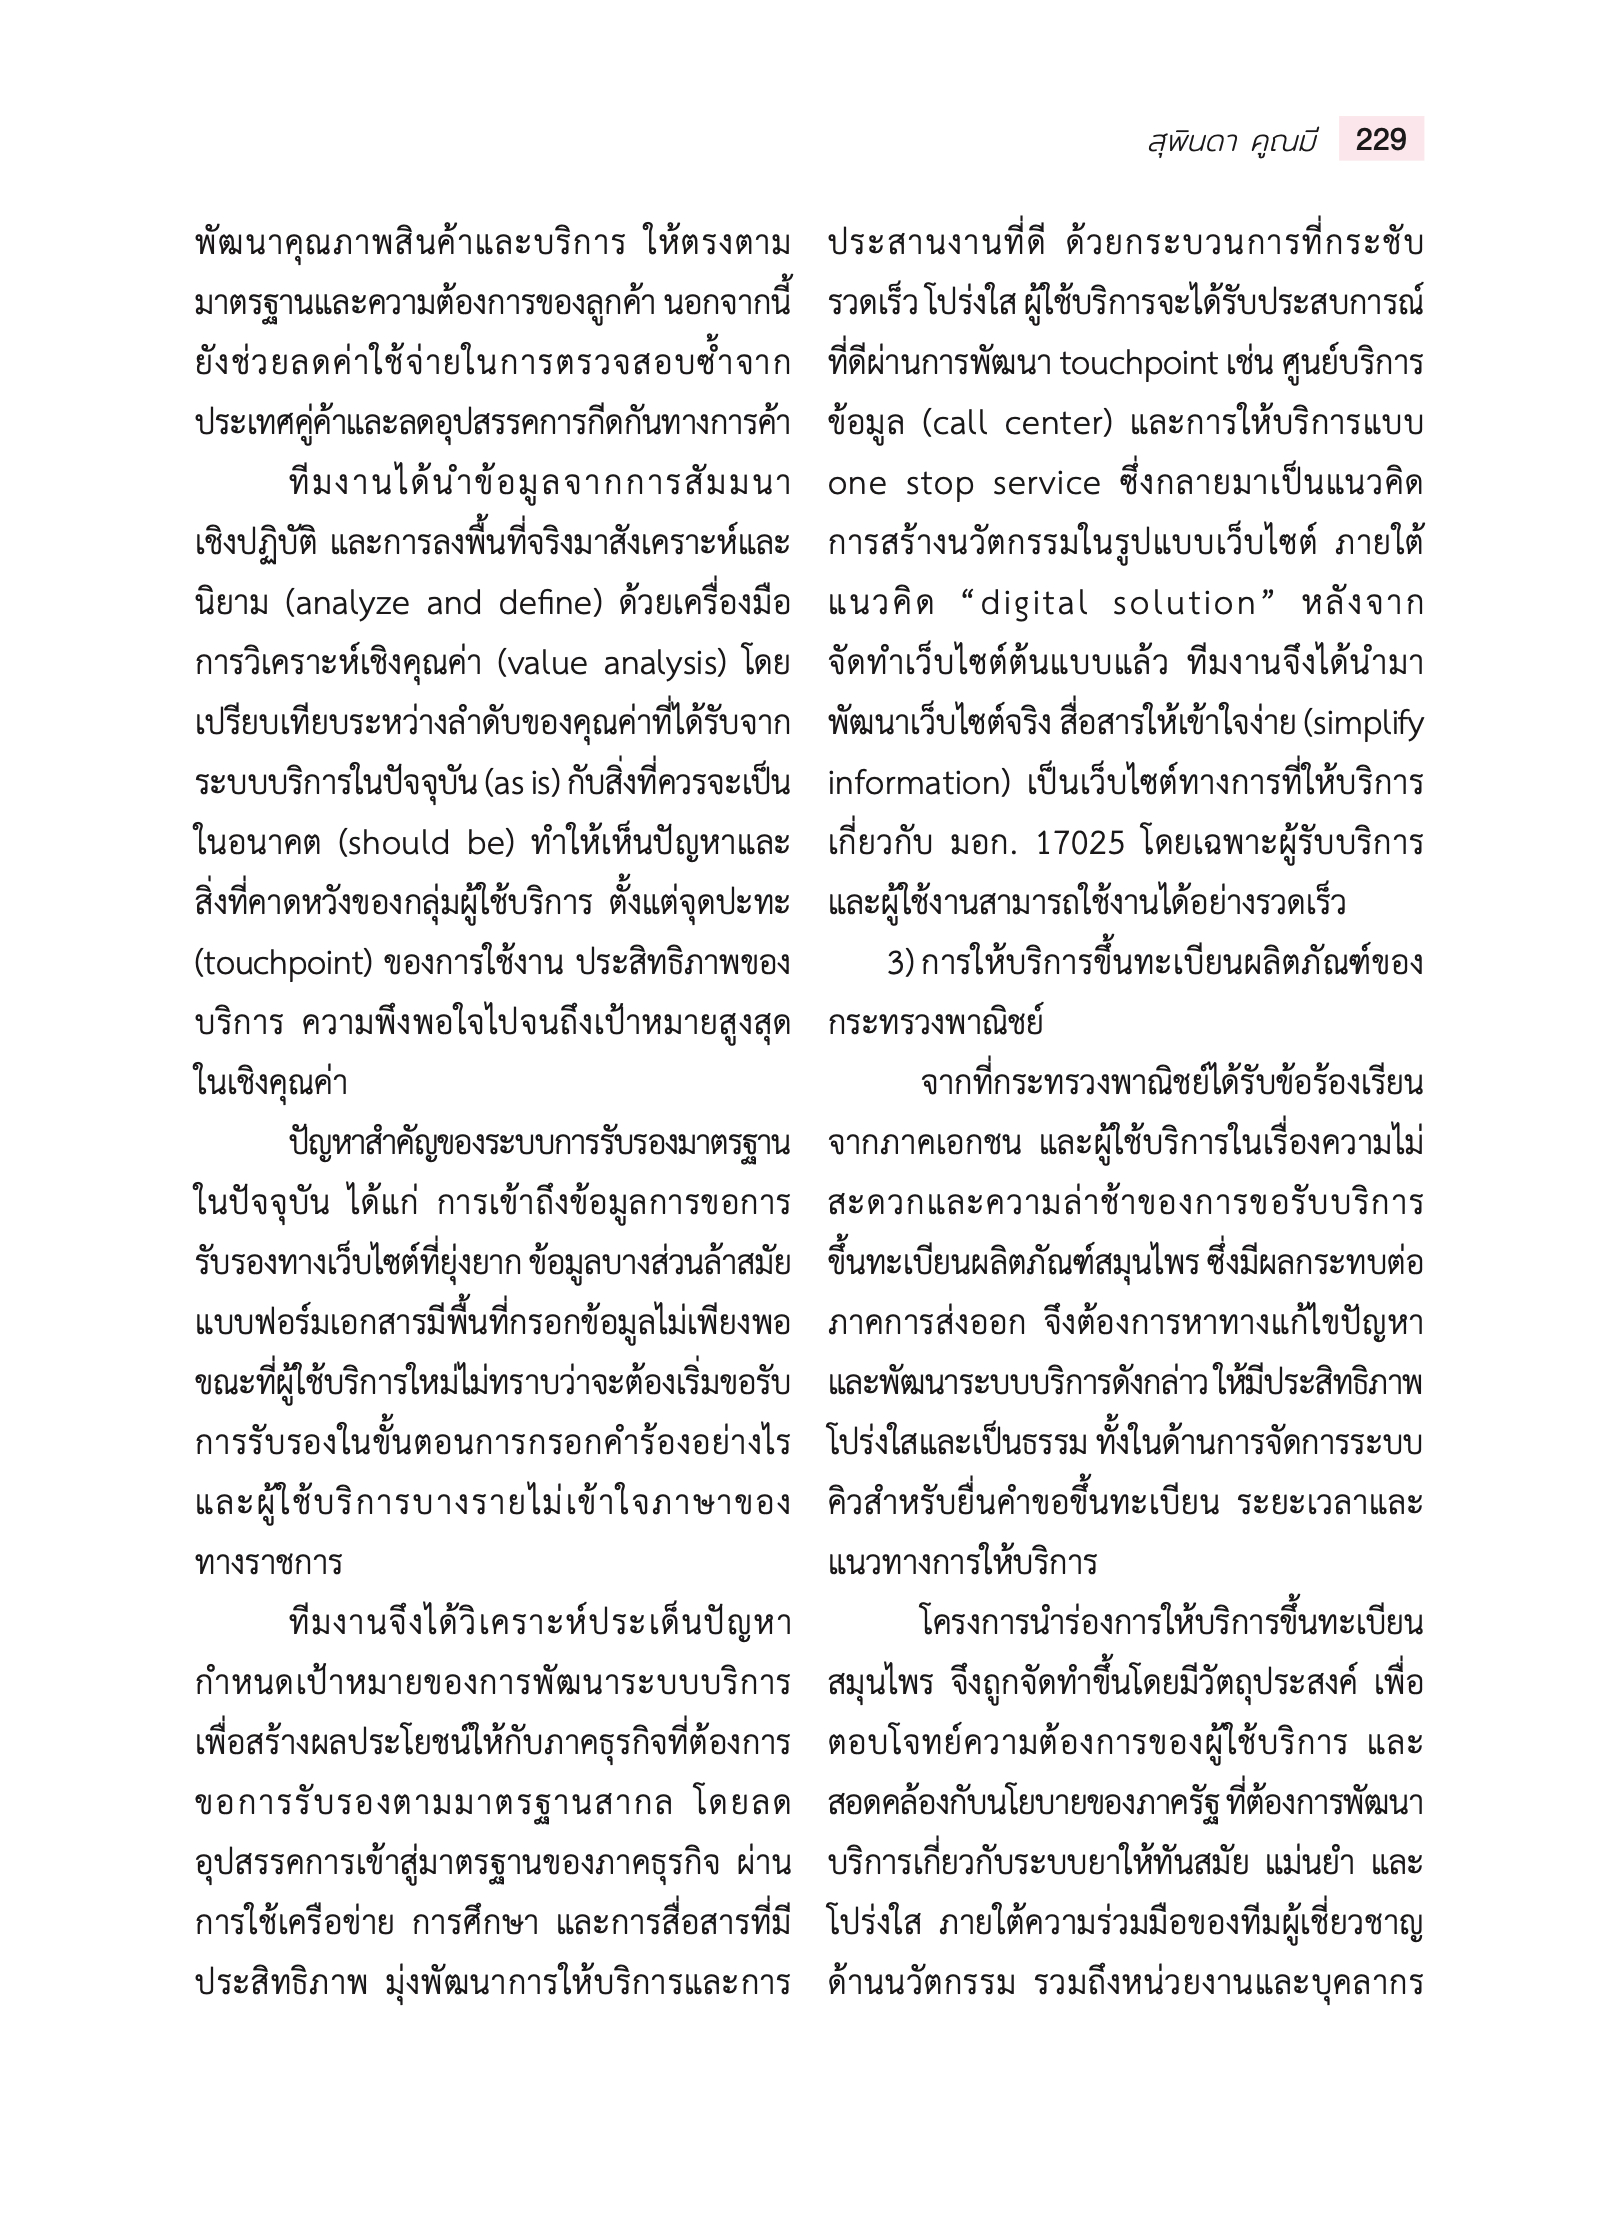 สุพินดา คูณมี 229
พัฒนาคุณภาพสินค้าและบริการ ให้ตรงตาม
มาตรฐานและความต้องการของลูกค้า นอกจากนี้
ยังช่วยลดค่าใช้จ่ายในการตรวจสอบซ้ำจาก
ประเทศคู่ค้าและลดอุปสรรคการกีดกันทางการค้า
ทีมงานได้นำข้อมูลจากการสัมมนา
เชิงปฏิบัติ และการลงพื้นที่จริงมาสังเคราะห์และ
นิยาม (analyze and define) ด้วยเครื่องมือ
การวิเคราะห์เชิงคุณค่า (value analysis) โดย
เปรียบเทียบระหว่างลำดับของคุณค่าที่ได้รับจาก
ระบบบริการในปัจจุบัน (as is) กับสิ่งที่ควรจะเป็น
ในอนาคต (should be) ทำให้เห็นปัญหาและ
สิ่งที่คาดหวังของกลุ่มผู้ใช้บริการ ตั้งแต่จุดปะทะ
(touchpoint) ของการใช้งาน ประสิทธิภาพของ
บริการ ความพึงพอใจไปจนถึงเป้าหมายสูงสุด
ในเชิงคุณค่า
ปัญหาสำคัญของระบบการรับรองมาตรฐาน
ในปัจจุบัน ได้แก่ การเข้าถึงข้อมูลการขอการ
รับรองทางเว็บไซต์ที่ยุ่งยาก ข้อมูลบางส่วนล้าสมัย
แบบฟอร์มเอกสารมีพื้นที่กรอกข้อมูลไม่เพียงพอ
ขณะที่ผู้ใช้บริการใหม่ไม่ทราบว่าจะต้องเริ่มขอรับ
การรับรองในขั้นตอนการกรอกคำร้องอย่างไร
และผู้ใช้บริการบางรายไม่เข้าใจภาษาของ
ทางราชการ
ทีมงานจึงได้วิเคราะห์ประเด็นปัญหา
กำหนดเป้าหมายของการพัฒนาระบบบริการ
เพื่อสร้างผลประโยชน์ให้กับภาคธุรกิจที่ต้องการ
ขอการรับรองตามมาตรฐานสากล โดยลด
อุปสรรคการเข้าสู่มาตรฐานของภาคธุรกิจ ผ่าน
การใช้เครือข่าย การศึกษา และการสื่อสารที่มี
ประสิทธิภาพ มุ่งพัฒนาการให้บริการและการ
ประสานงานที่ดี ด้วยกระบวนการที่กระชับ
รวดเร็ว โปร่งใส ผู้ใช้บริการจะได้รับประสบการณ์
ที่ดีผ่านการพัฒนา touchpoint เช่น ศูนย์บริการ
ข้อมูล (call center) และการให้บริการแบบ
one stop service ซึ่งกลายมาเป็นแนวคิด
การสร้างนวัตกรรมในรูปแบบเว็บไซต์ ภายใต้
แนวคิด “digital solution” หลังจาก
จัดทำเว็บไซต์ต้นแบบแล้ว ทีมงานจึงได้นำมา
พัฒนาเว็บไซต์จริง สื่อสารให้เข้าใจง่าย (simplify
information) เป็นเว็บไซต์ทางการที่ให้บริการ
เกี่ยวกับ มอก. 17025 โดยเฉพาะผู้รับบริการ
และผู้ใช้งานสามารถใช้งานได้อย่างรวดเร็ว
3) การให้บริการขึ้นทะเบียนผลิตภัณฑ์ของ
กระทรวงพาณิชย์
จากที่กระทรวงพาณิชย์ได้รับข้อร้องเรียน
จากภาคเอกชน และผู้ใช้บริการในเรื่องความไม่
สะดวกและความล่าช้าของการขอรับบริการ
ขึ้นทะเบียนผลิตภัณฑ์สมุนไพร ซึ่งมีผลกระทบต่อ
ภาคการส่งออก จึงต้องการหาทางแก้ไขปัญหา
และพัฒนาระบบบริการดังกล่าว ให้มีประสิทธิภาพ
โปร่งใสและเป็นธรรม ทั้งในด้านการจัดการระบบ
คิวสำหรับยื่นคำขอขึ้นทะเบียน ระยะเวลาและ
แนวทางการให้บริการ
โครงการนำร่องการให้บริการขึ้นทะเบียน
สมุนไพร จึงถูกจัดทำขึ้นโดยมีวัตถุประสงค์ เพื่อ
ตอบโจทย์ความต้องการของผู้ใช้บริการ และ
สอดคล้องกับนโยบายของภาครัฐ ที่ต้องการพัฒนา
บริการเกี่ยวกับระบบยาให้ทันสมัย แม่นยำ และ
โปร่งใส ภายใต้ความร่วมมือของทีมผู้เชี่ยวชาญ
ด้านนวัตกรรม รวมถึงหน่วยงานและบุคลากร